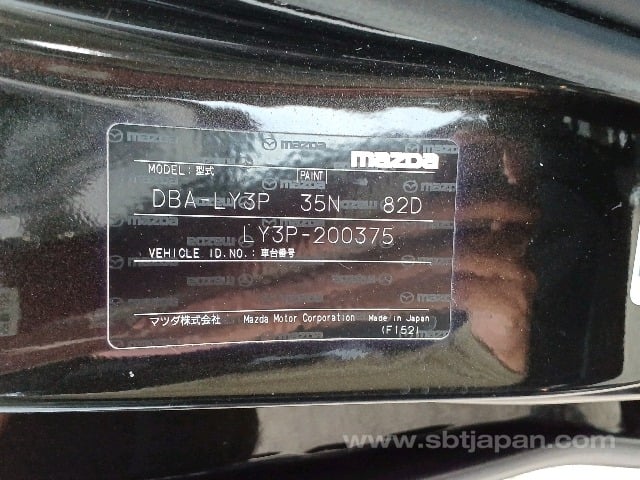 mazda
MODEL:型式 PAINT
DBA-LY3P 35N 82D
LY3P-200375
VEHICLE ID.NO.:車台番号
マツダ株式会社 Mazda Motor Corporation Made in Japan
(F152)
www.sbtjapan.com